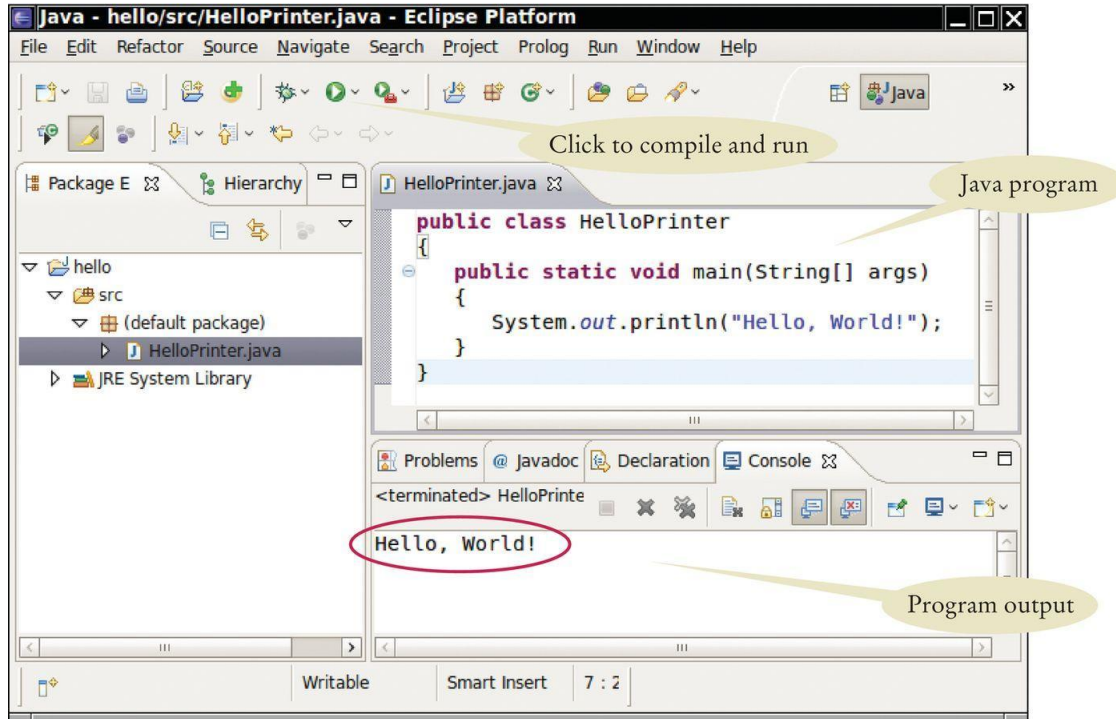 Java - hello/src/HelloPrinter.java - Eclipse Platform
File Edit Refactor Source Navigate Search Project Prolog Run Window Help
Java »
Click to compile and run
Package E Hierarchy
HelloPrinter.java
Java program
hello
src
(default package)
HelloPrinter.java
JRE System Library
public class HelloPrinter
{
public static void main(String[] args)
{
System.out.println("Hello, World!");
}
}
Problems @ Javadoc Declaration Console
<terminated> HelloPrinte
Hello, World!
Program output
Writable Smart Insert 7 : 2